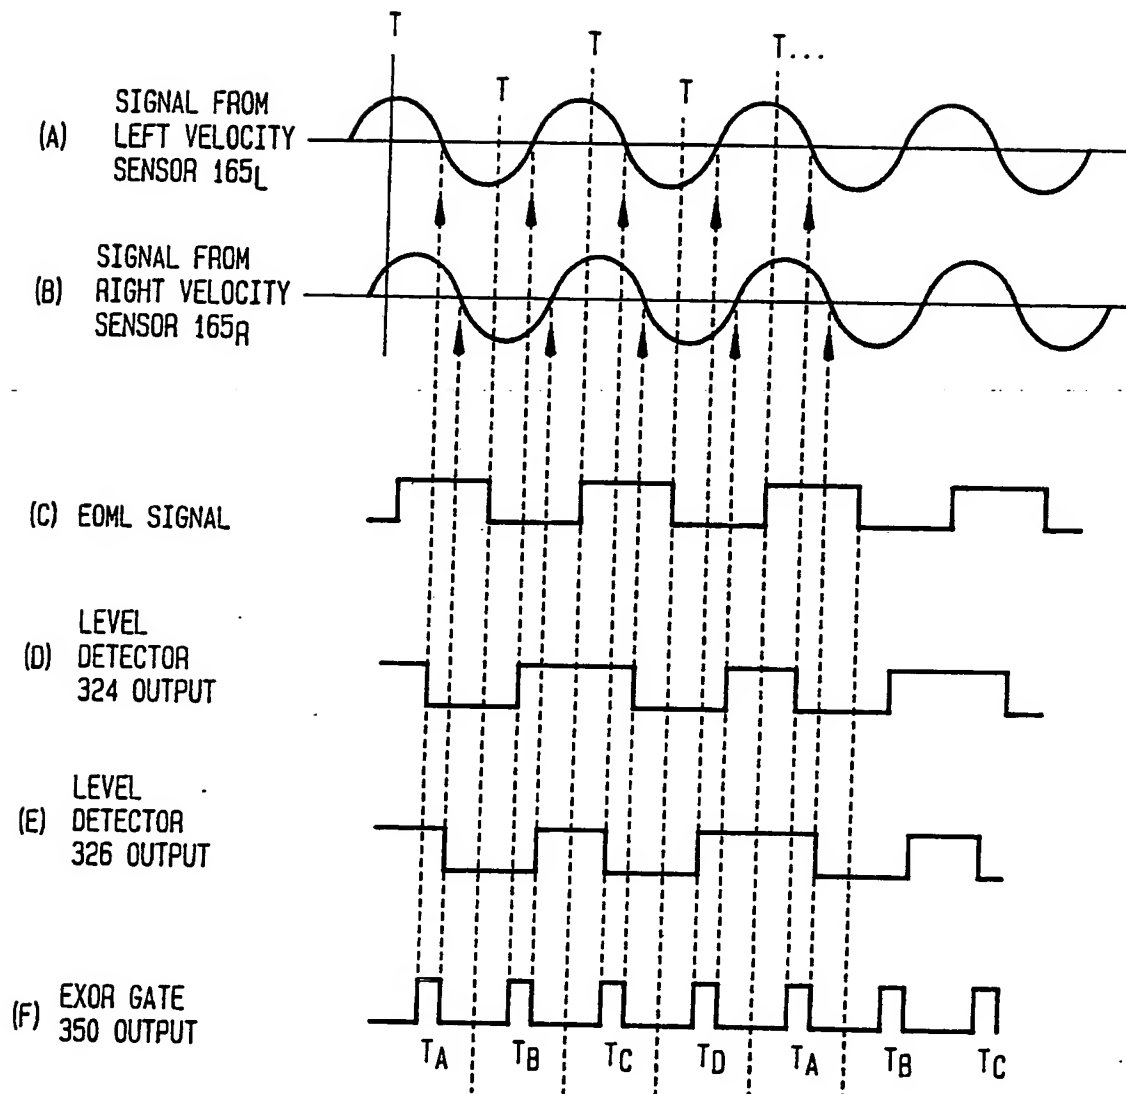 T
T
T...
T
T
(A) SIGNAL FROM
LEFT VELOCITY
SENSOR 165L
(B) SIGNAL FROM
RIGHT VELOCITY
SENSOR 165R
(C) EOML SIGNAL
(D) LEVEL
DETECTOR
324 OUTPUT
(E) LEVEL
DETECTOR
326 OUTPUT
(F) EXOR GATE
350 OUTPUT
TA TB TC TD TA TB TC